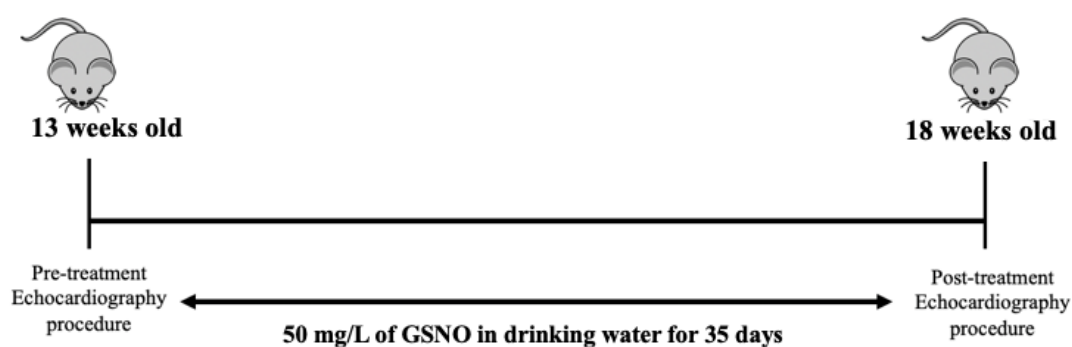 13 weeks old
18 weeks old
Pre-treatment
Echocardiography
procedure
Post-treatment
Echocardiography
procedure
50 mg/L of GSNO in drinking water for 35 days